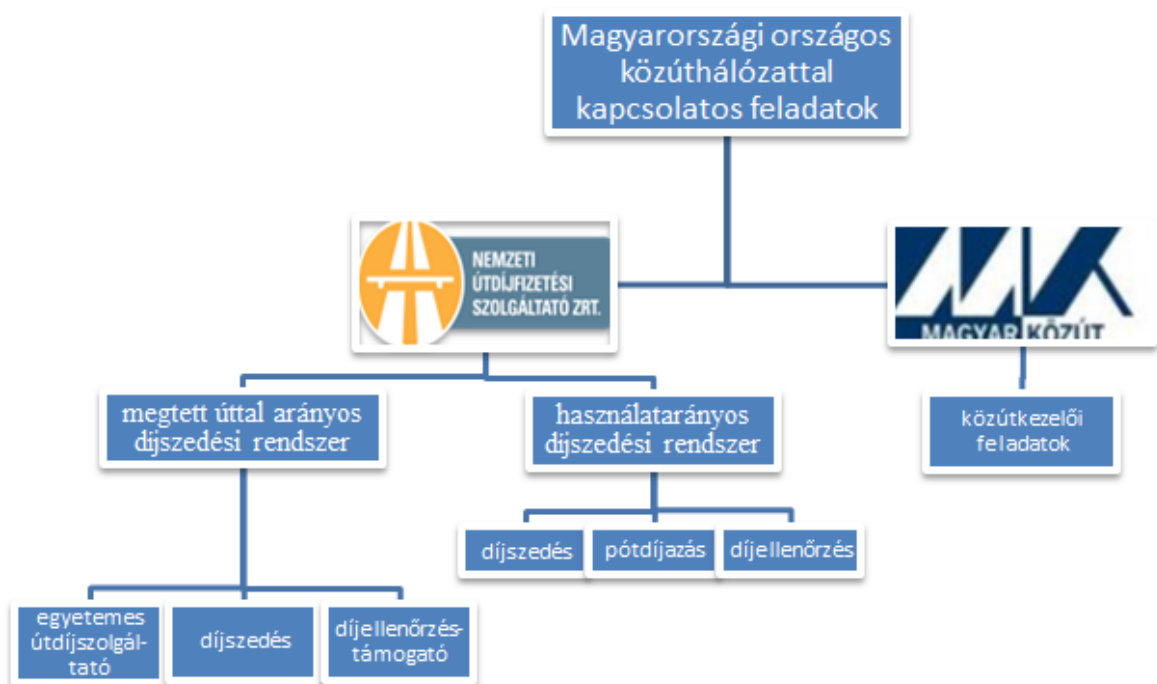 Magyarországi országos
közúthálózattal
kapcsolatos feladatok
NEMZETI
ÚTDÍJFIZETÉSI
SZOLGÁLTATÓ ZRT.
MAGYAR KÖZÚT
megtett úttal arányos
díjszedési rendszer
használatarányos
díjszedési rendszer
közútkezelői
feladatok
díjszedés
pótdíjazás
díjellenőrzés
egyetemes
útdíjszolgál-
tató
díjszedés
díjellenőrzés-
támogató